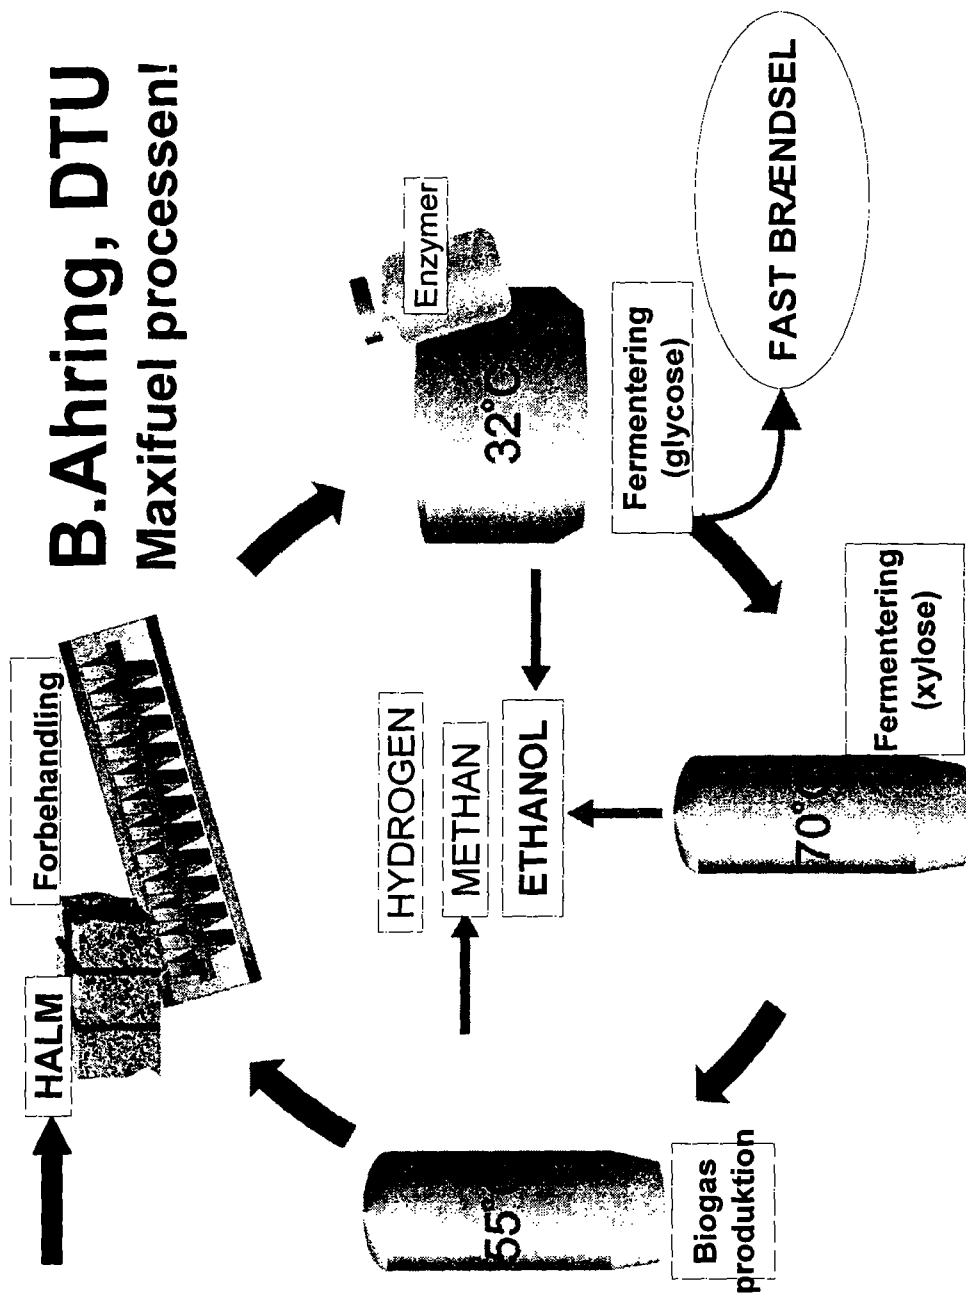 B.Ahring, DTU
Maxifuel processen!
Forbehandling
HALM
Enzymer
32°C
Fermentering
(glycose)
FAST BRÆNDSEL
HYDROGEN
METHAN
ETHANOL
70°C
Fermentering
(xylose)
55°
Biogas
produktion